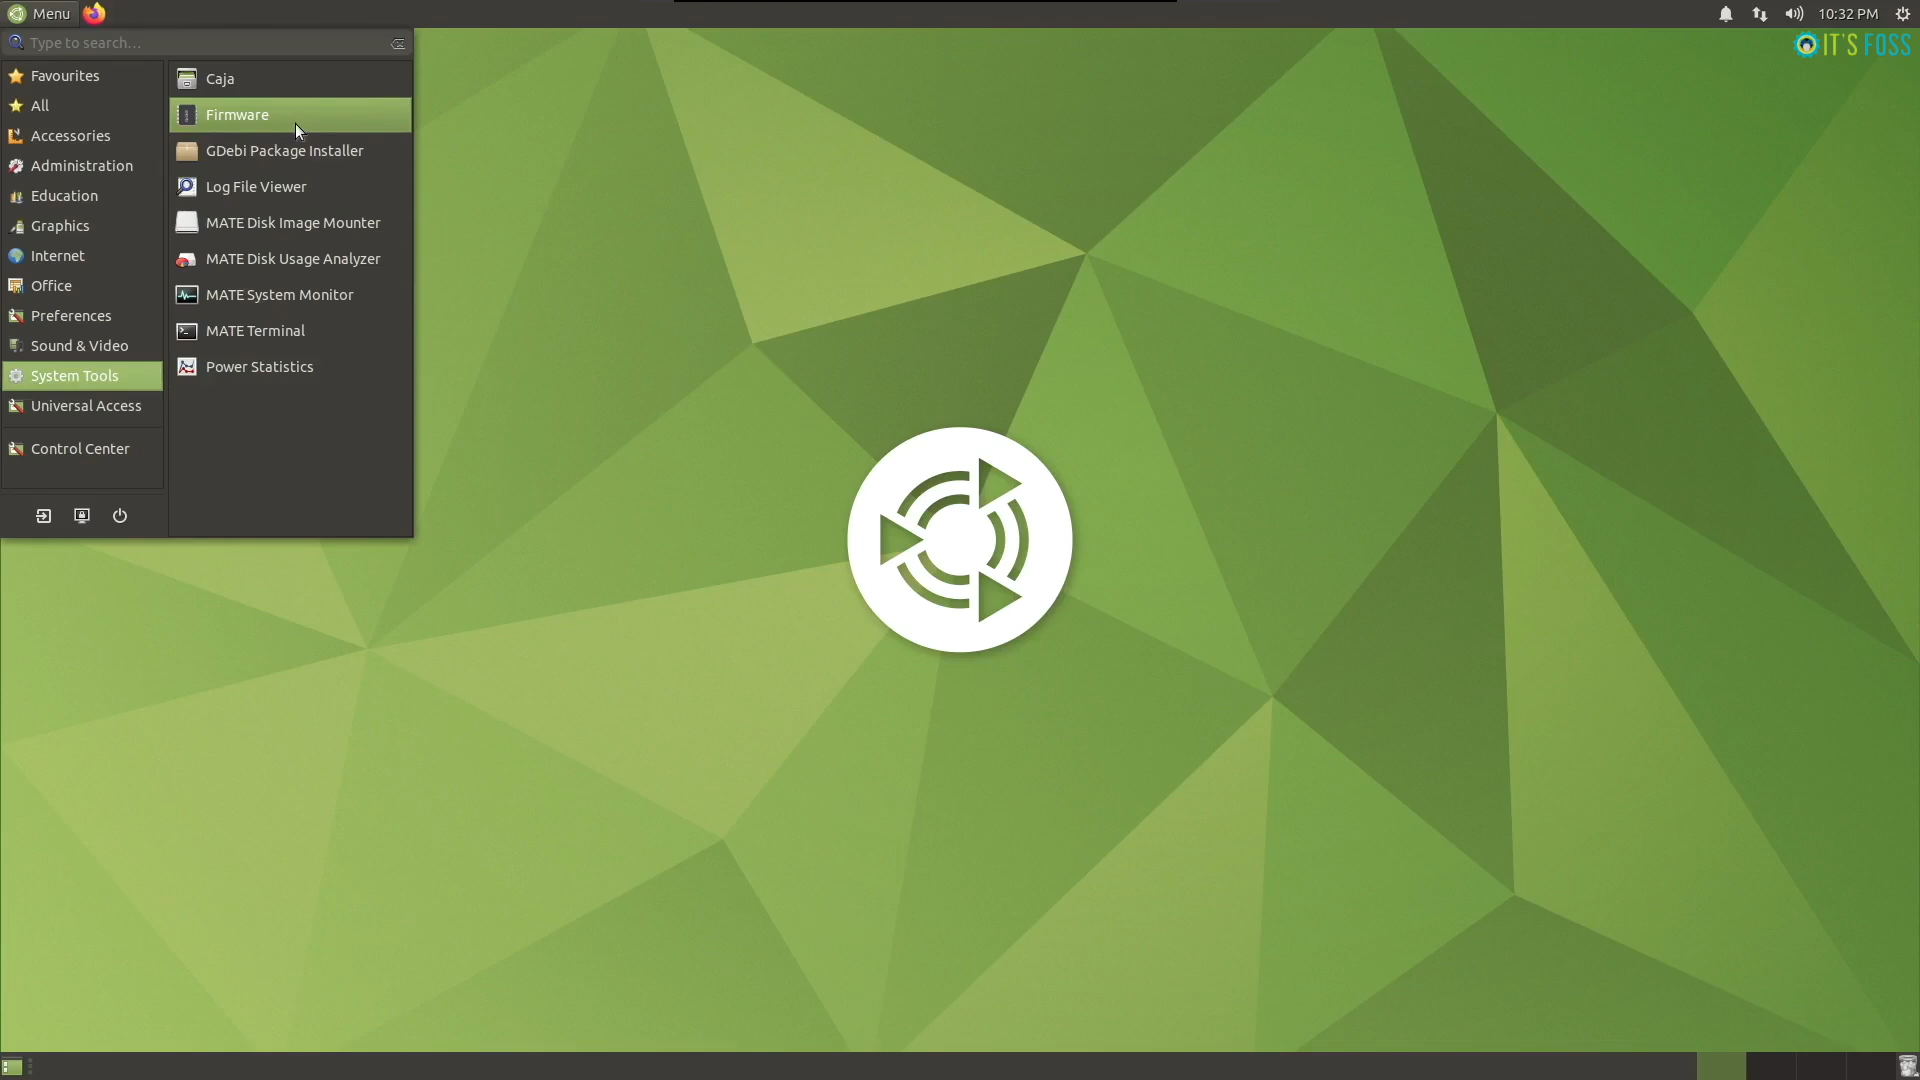 Menu
10:32 PM
IT'S FOSS
Type to search...
Favourites
All
Accessories
Administration
Education
Graphics
Internet
Office
Preferences
Sound & Video
System Tools
Universal Access
Control Center
Caja
Firmware
GDebi Package Installer
Log File Viewer
MATE Disk Image Mounter
MATE Disk Usage Analyzer
MATE System Monitor
MATE Terminal
Power Statistics